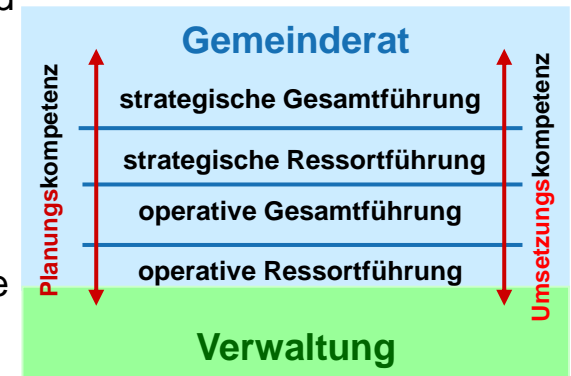 Gemeinderat
strategische Gesamtführung
strategische Ressortführung
operative Gesamtführung
operative Ressortführung
Verwaltung
Planungskompetenz
Umsetzungskompetenz